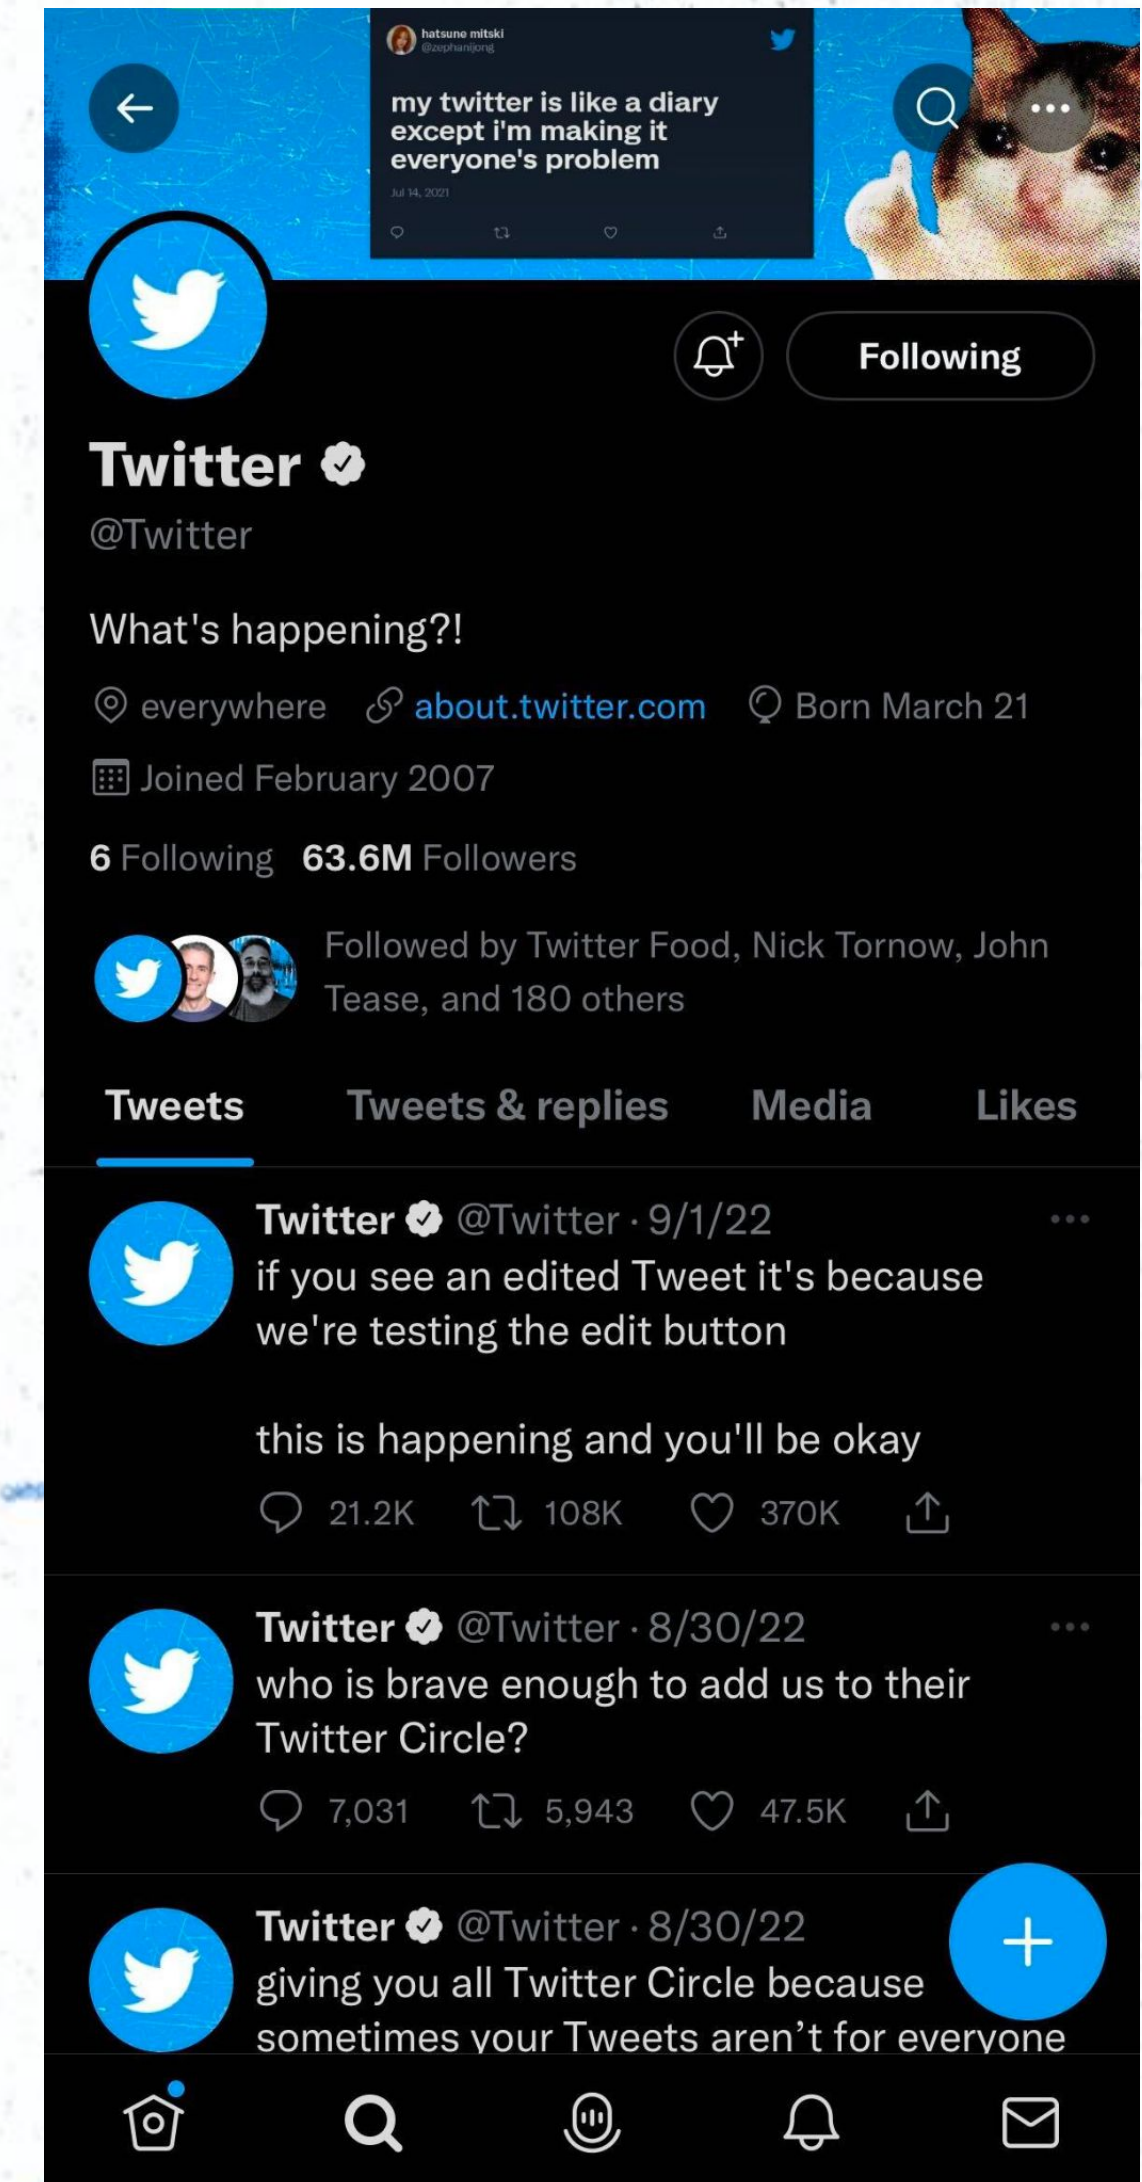 hatsune mitski
@zephanijong
my twitter is like a diary
except i'm making it
everyone's problem
Jul 14, 2021
Following
Twitter
@Twitter
What's happening?!
everywhere about.twitter.com Born March 21
Joined February 2007
6 Following 63.6M Followers
Followed by Twitter Food, Nick Tornow, John
Tease, and 180 others
Tweets Tweets & replies Media Likes
Twitter @Twitter · 9/1/22
if you see an edited Tweet it's because
we're testing the edit button
this is happening and you'll be okay
21.2K 108K 370K
Twitter @Twitter · 8/30/22
who is brave enough to add us to their
Twitter Circle?
7,031 5,943 47.5K
Twitter @Twitter · 8/30/22
giving you all Twitter Circle because
sometimes your Tweets aren’t for everyone